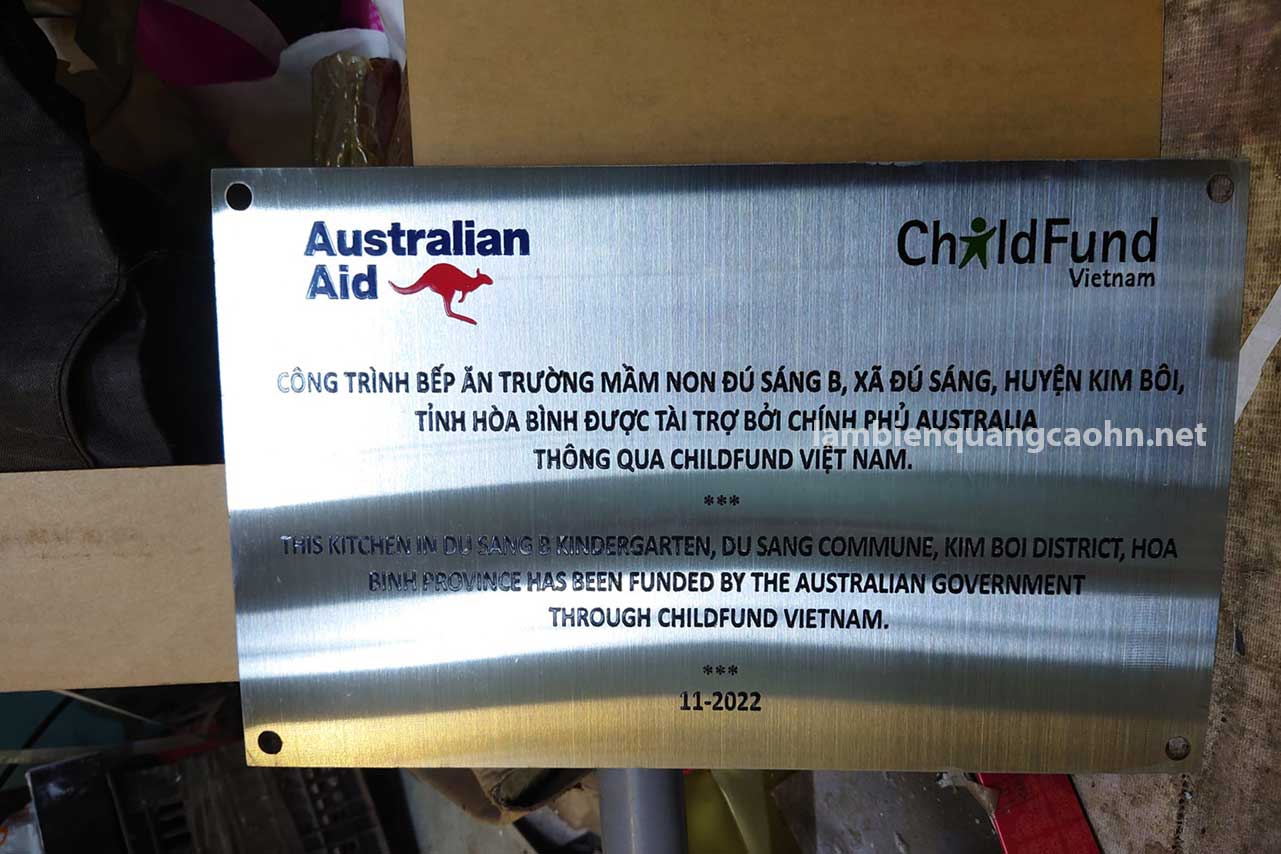 Australian
Aid
ChildFund
Vietnam
CÔNG TRÌNH BẾP ĂN TRƯỜNG MẦM NON ĐÚ SÁNG B, XÃ ĐÚ SÁNG, HUYỆN KIM BÔI,
TỈNH HÒA BÌNH ĐƯỢC TÀI TRỢ BỞI CHÍNH PHỦ AUSTRALIA
lambienquangcaohn.net
THÔNG QUA CHILDFUND VIỆT NAM.
***
THIS KITCHEN IN DU SANG B KINDERGARTEN, DU SANG COMMUNE, KIM BOI DISTRICT, HOA
BINH PROVINCE HAS BEEN FUNDED BY THE AUSTRALIAN GOVERNMENT
THROUGH CHILDFUND VIETNAM.
***
11-2022